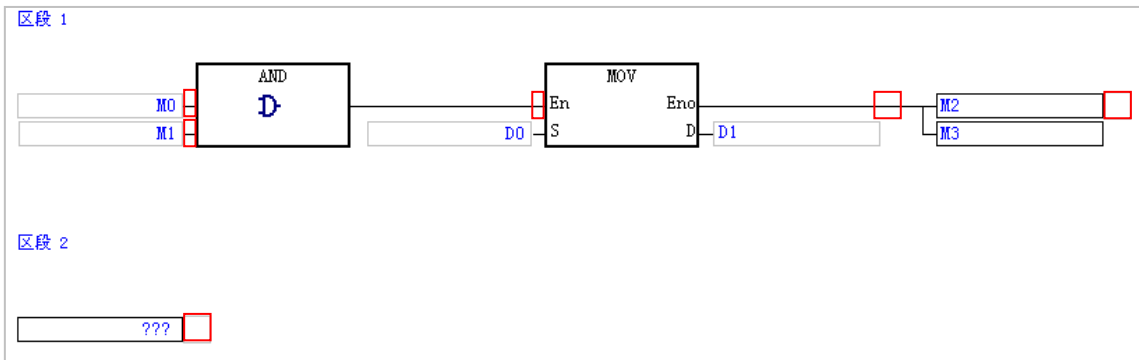 区段 1
AND MOV
M0 En Eno M2
M1 D0 S D D1 M3
区段 2
???